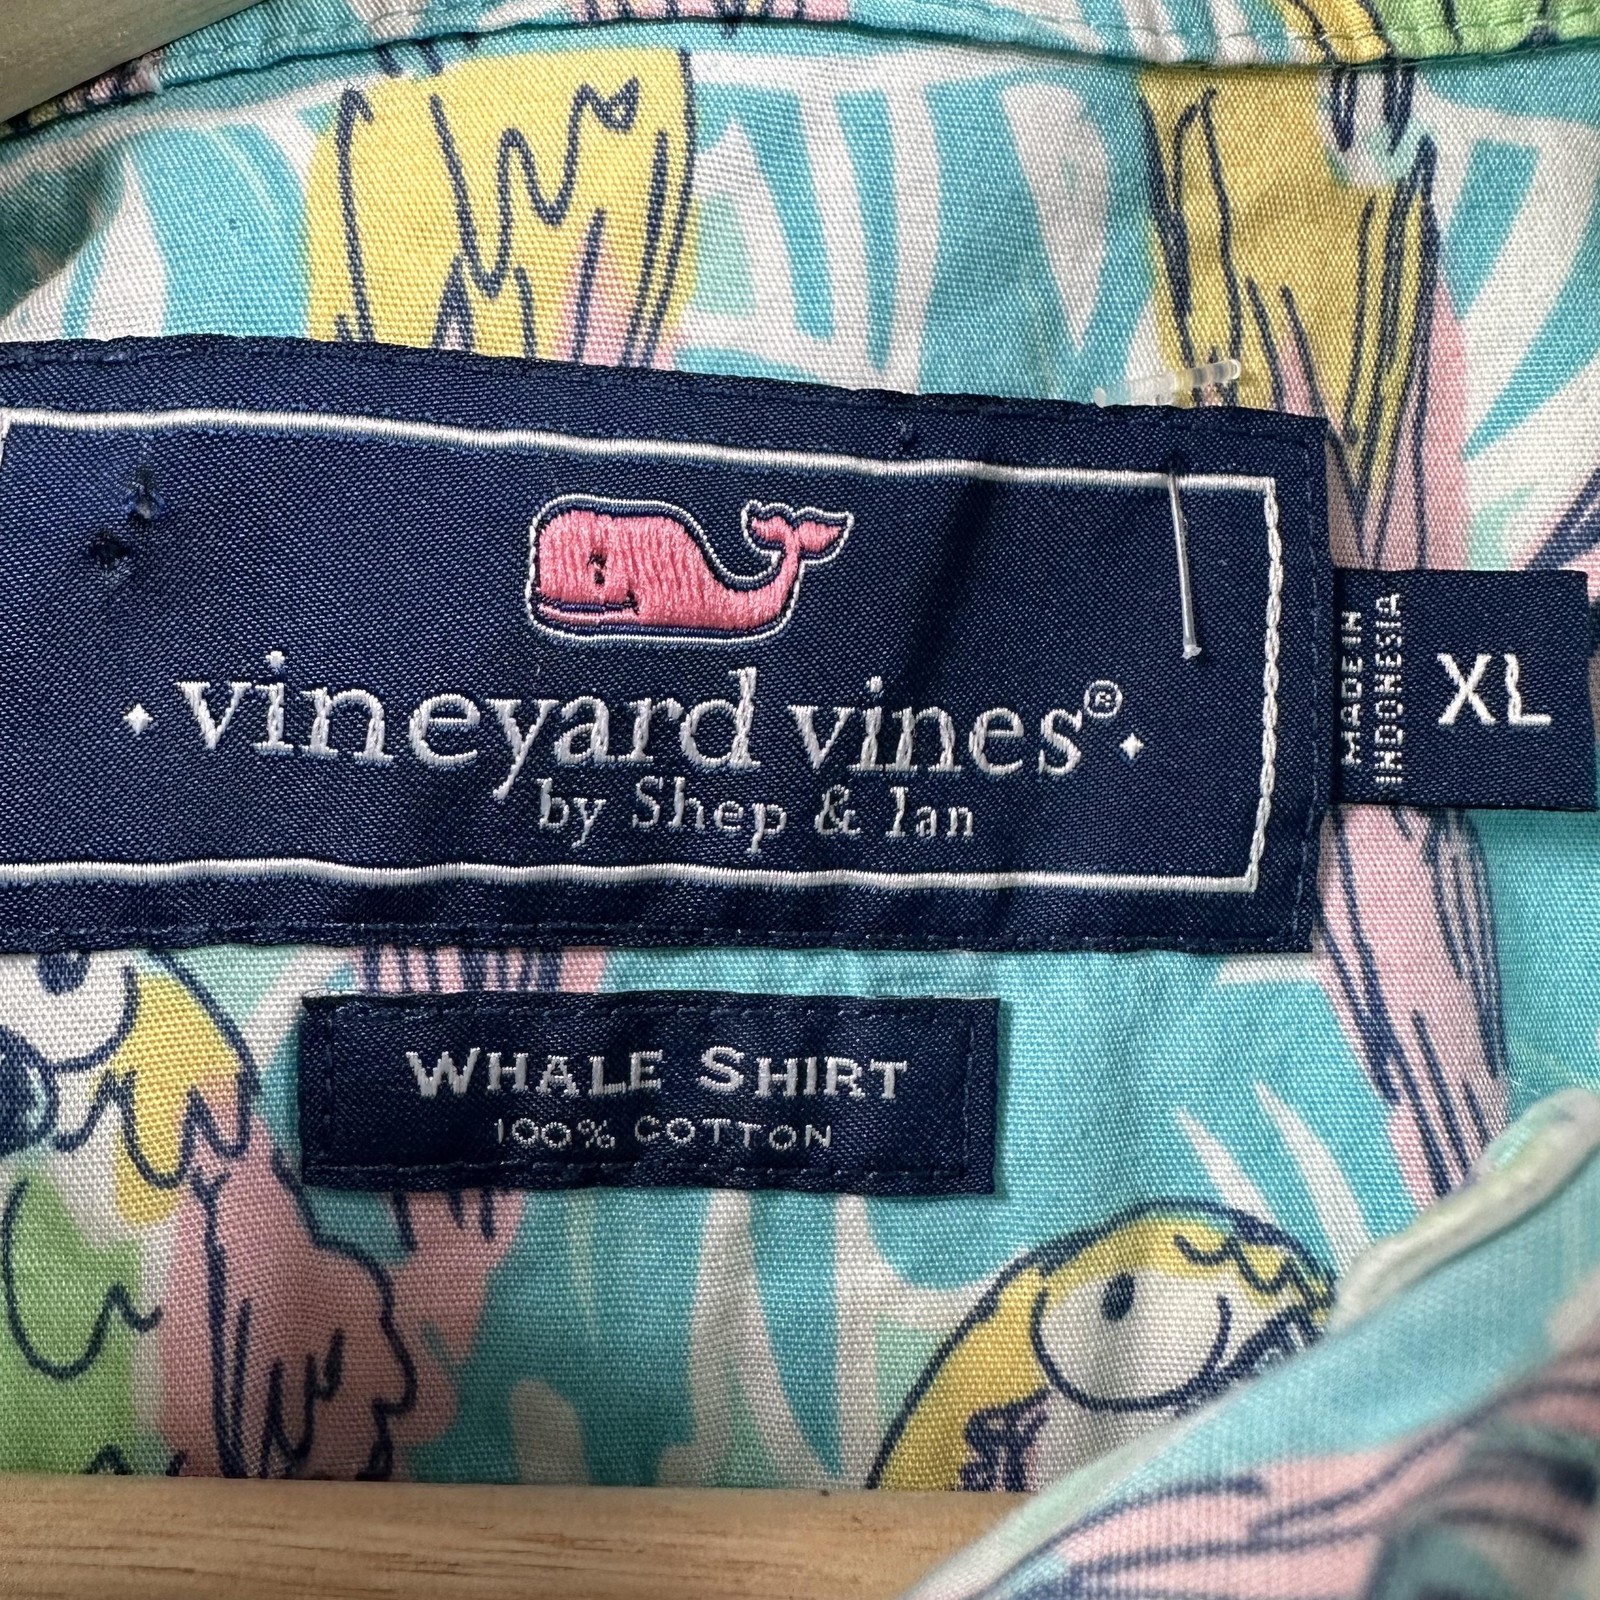 vineyard vines®
by Shep & Ian
MADE IN
INDONESIA
XL
WHALE SHIRT
100% COTTON